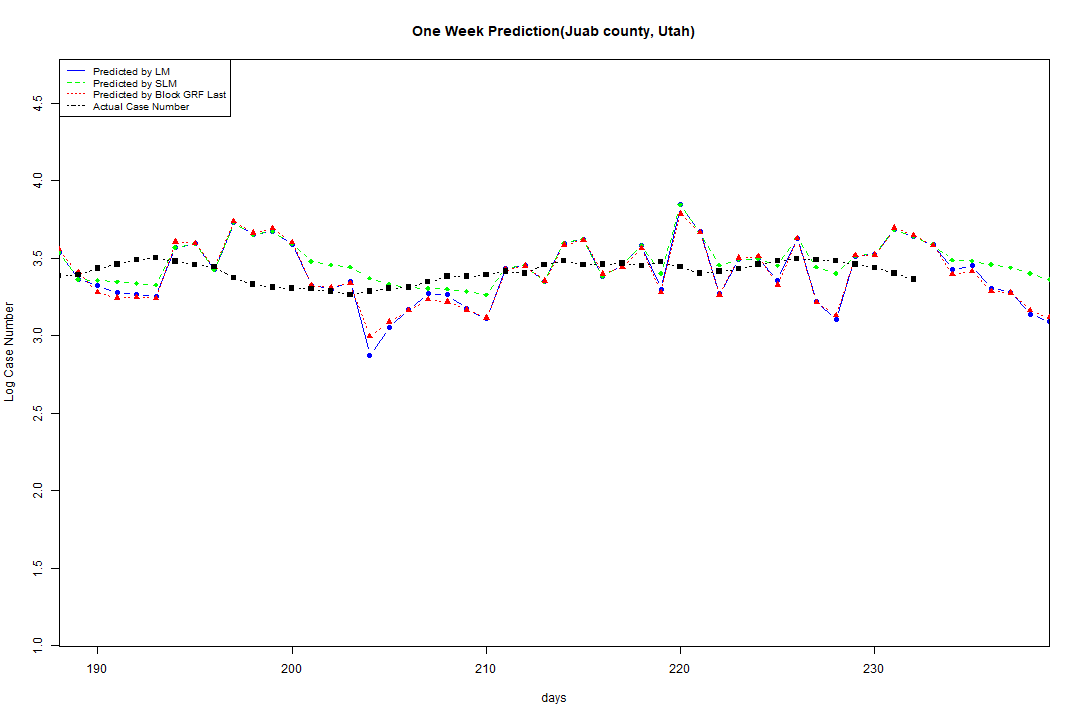 One Week Prediction(Juab county, Utah)
Predicted by LM
Predicted by SLM
Predicted by Block GRF Last
Actual Case Number
4.5
4.0
3.5
3.0
2.5
2.0
1.5
1.0
Log Case Number
190 200 210 220 230
days